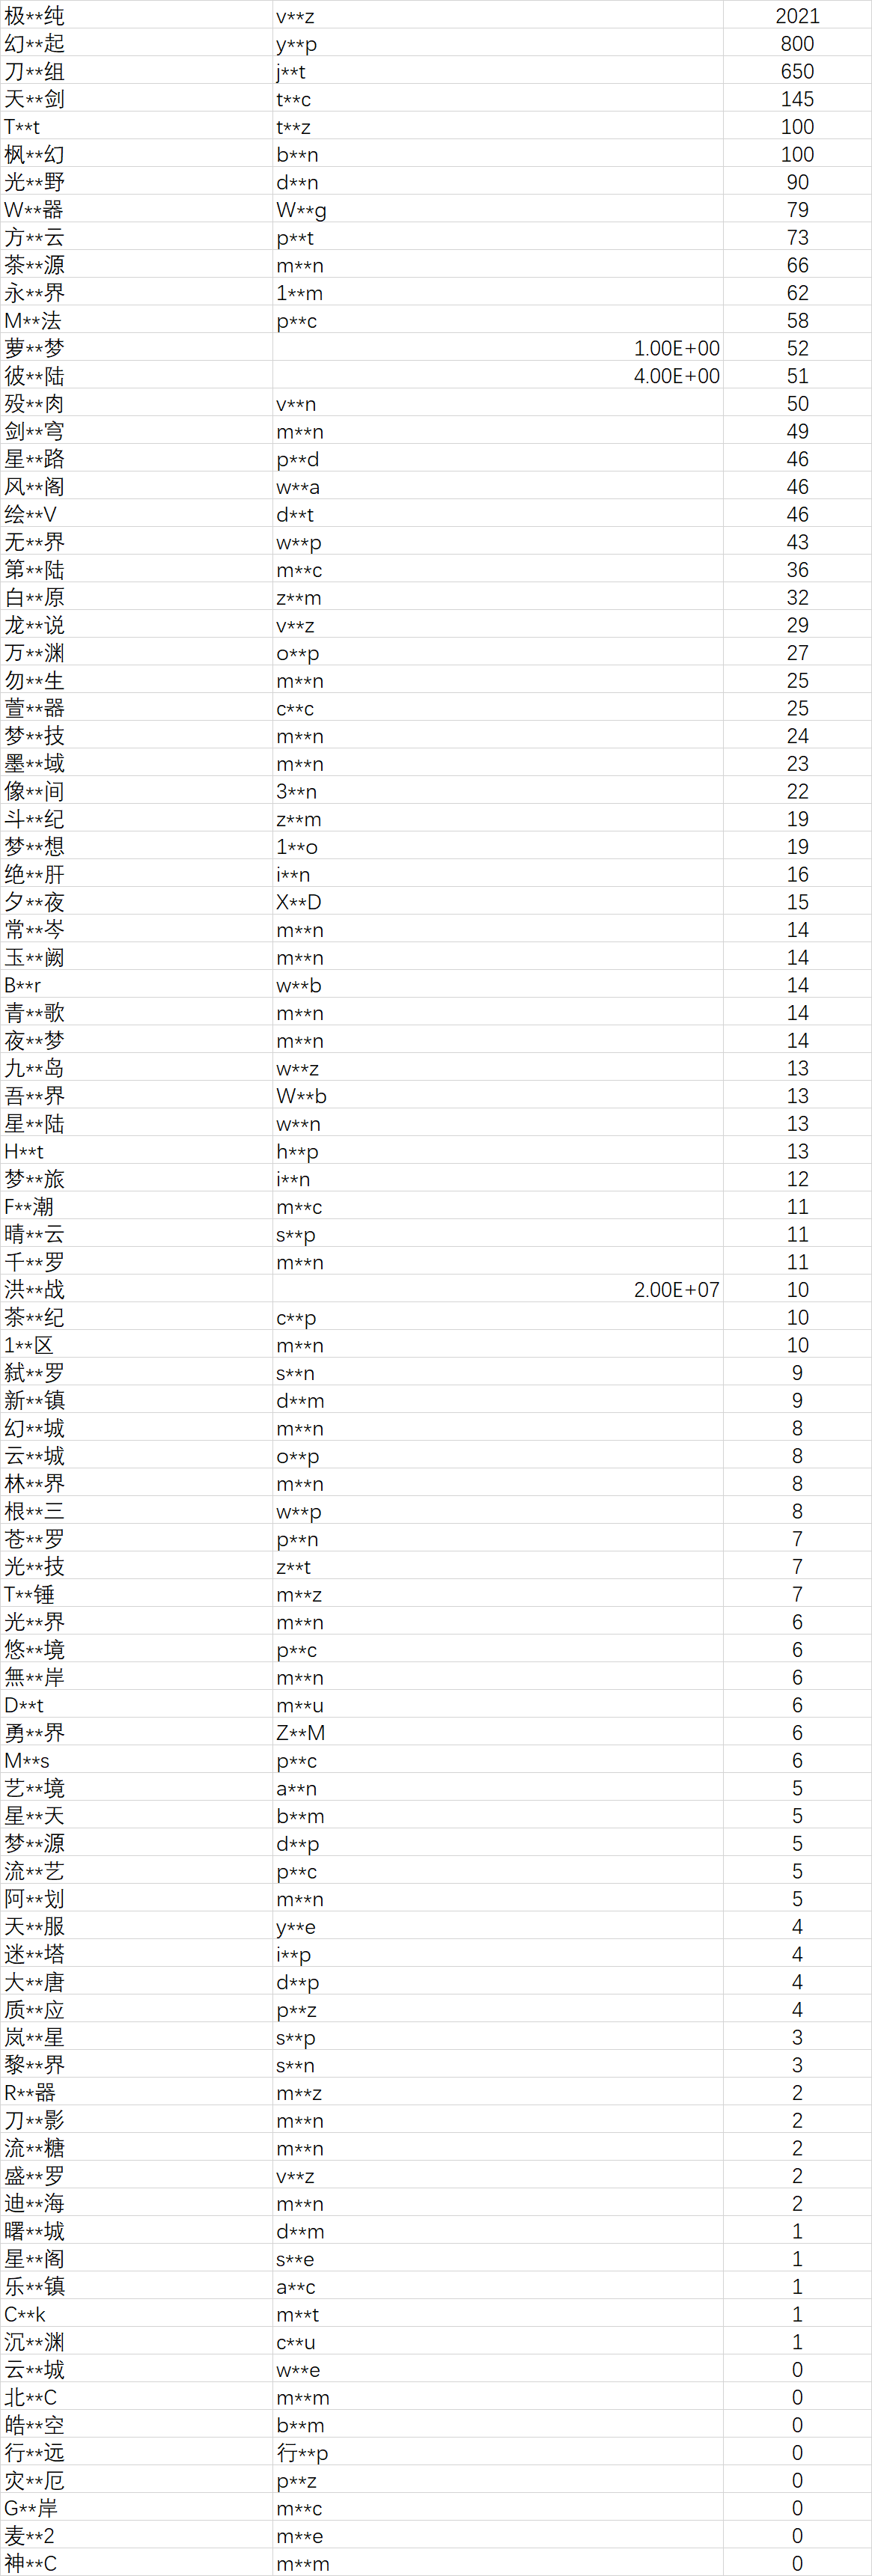 极**纯 v**z 2021
幻**起 y**p 800
刀**组 j**t 650
天**剑 t**c 145
T**t t**z 100
枫**幻 b**n 100
光**野 d**n 90
W**器 W**g 79
方**云 p**t 73
茶**源 m**n 66
永**界 1**m 62
M**法 p**c 58
萝**梦 1.00E+00 52
彼**陆 4.00E+00 51
殁**肉 v**n 50
剑**穹 m**n 49
星**路 p**d 46
风**阁 w**a 46
绘**V d**t 46
无**界 w**p 43
第**陆 m**c 36
白**原 z**m 32
龙**说 v**z 29
万**渊 o**p 27
勿**生 m**n 25
萱**器 c**c 25
梦**技 m**n 24
墨**域 m**n 23
像**间 3**n 22
斗**纪 z**m 19
梦**想 1**o 19
绝**肝 i**n 16
夕**夜 X**D 15
常**岑 m**n 14
玉**阙 m**n 14
B**r w**b 14
青**歌 m**n 14
夜**梦 m**n 14
九**岛 w**z 13
吾**界 W**b 13
星**陆 w**n 13
H**t h**p 13
梦**旅 i**n 12
F**潮 m**c 11
晴**云 s**p 11
千**罗 m**n 11
洪**战 2.00E+07 10
茶**纪 c**p 10
1**区 m**n 10
弑**罗 s**n 9
新**镇 d**m 9
幻**城 m**n 8
云**城 o**p 8
林**界 m**n 8
根**三 w**p 8
苍**罗 p**n 7
光**技 z**t 7
T**锤 m**z 7
光**界 m**n 6
悠**境 p**c 6
無**岸 m**n 6
D**t m**u 6
勇**界 Z**M 6
M**s p**c 6
艺**境 a**n 5
星**天 b**m 5
梦**源 d**p 5
流**艺 p**c 5
阿**划 m**n 5
天**服 y**e 4
迷**塔 i**p 4
大**唐 d**p 4
质**应 p**z 4
岚**星 s**p 3
黎**界 s**n 3
R**器 m**z 2
刀**影 m**n 2
流**糖 m**n 2
盛**罗 v**z 2
迪**海 m**n 2
曙**城 d**m 1
星**阁 s**e 1
乐**镇 a**c 1
C**k m**t 1
沉**渊 c**u 1
云**城 w**e 0
北**C m**m 0
皓**空 b**m 0
行**远 行**p 0
灾**厄 p**z 0
G**岸 m**c 0
麦**2 m**e 0
神**C m**m 0